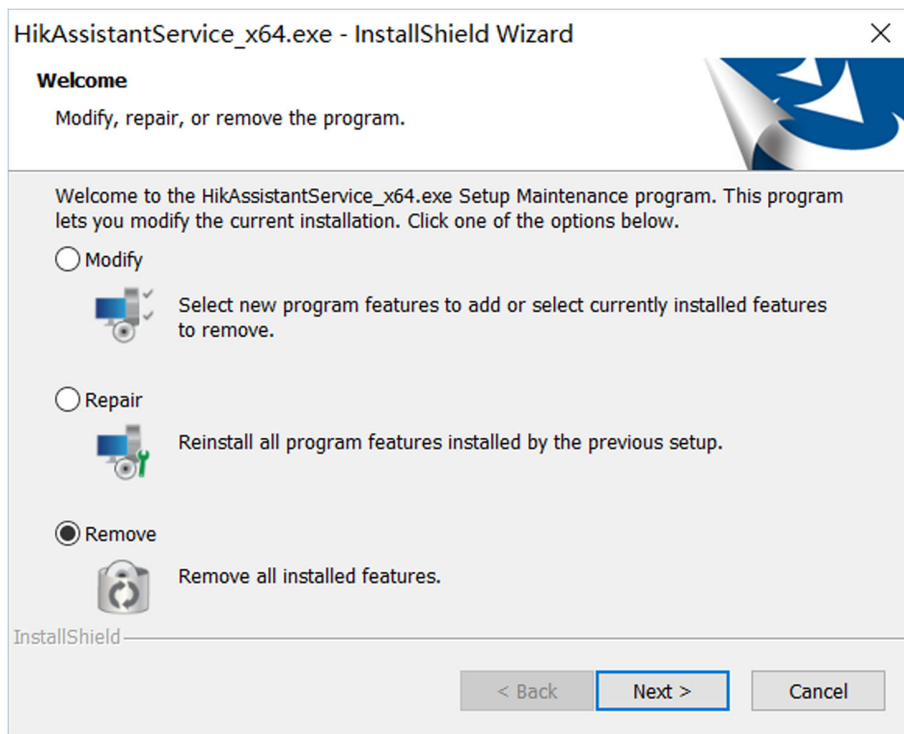 HikAssistantService_x64.exe - InstallShield Wizard
Welcome
Modify, repair, or remove the program.
Welcome to the HikAssistantService_x64.exe Setup Maintenance program. This program
lets you modify the current installation. Click one of the options below.
Modify
Select new program features to add or select currently installed features
to remove.
Repair
Reinstall all program features installed by the previous setup.
Remove
Remove all installed features.
InstallShield
< Back
Next >
Cancel